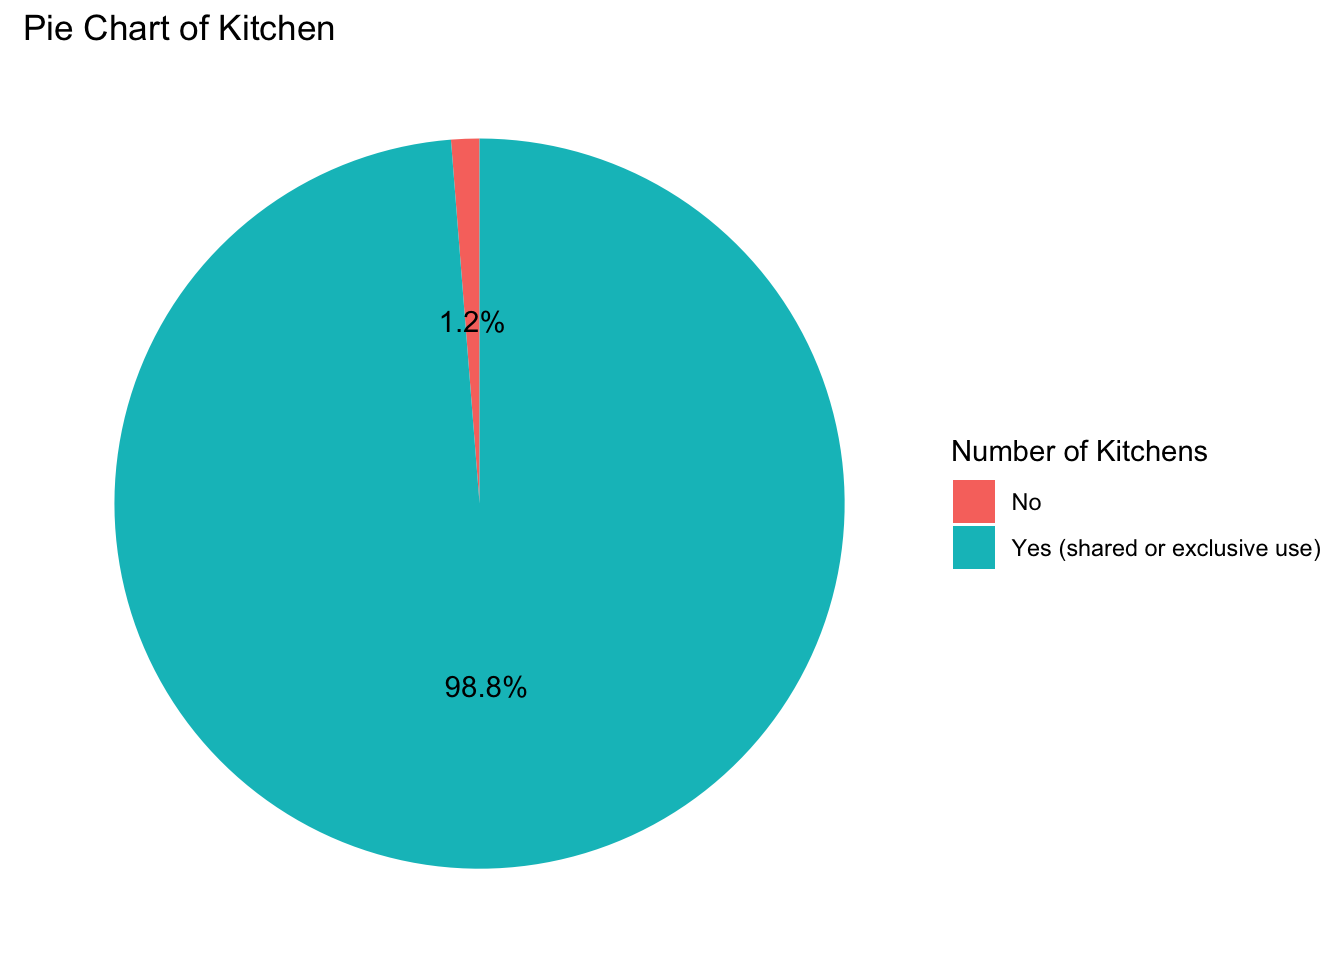 Pie Chart of Kitchen
1.2%
98.8%
Number of Kitchens
No
Yes (shared or exclusive use)